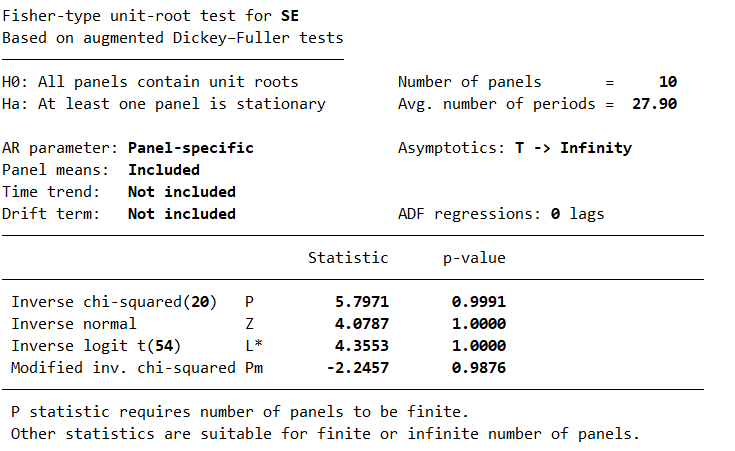 Fisher-type unit-root test for SE
Based on augmented Dickey–Fuller tests
H0: All panels contain unit roots Number of panels = 10
Ha: At least one panel is stationary Avg. number of periods = 27.90
AR parameter: Panel-specific Asymptotics: T -> Infinity
Panel means: Included
Time trend: Not included
Drift term: Not included ADF regressions: 0 lags
Statistic p-value
Inverse chi-squared(20) P 5.7971 0.9991
Inverse normal Z 4.0787 1.0000
Inverse logit t(54) L* 4.3553 1.0000
Modified inv. chi-squared Pm -2.2457 0.9876
P statistic requires number of panels to be finite.
Other statistics are suitable for finite or infinite number of panels.